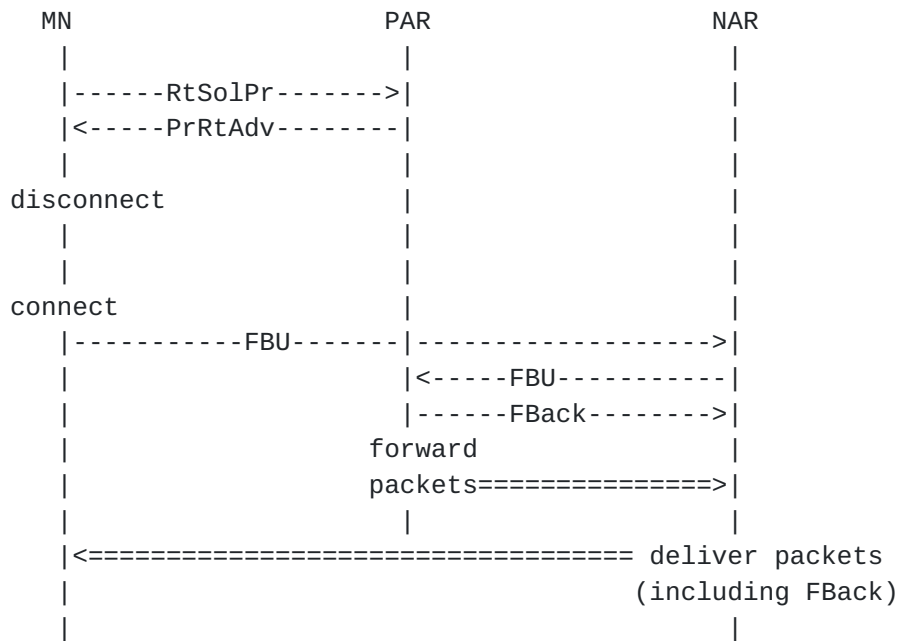 MN PAR NAR
| | |
|------RtSolPr------->| |
|<-----PrRtAdv--------| |
| | |
disconnect | |
| | |
| | |
connect | |
|-----------FBU-------|------------------->|
| |<-----FBU-----------|
| |------FBack-------->|
| forward |
| packets===============>|
| | |
|<=================================== deliver packets
| (including FBack)
| |